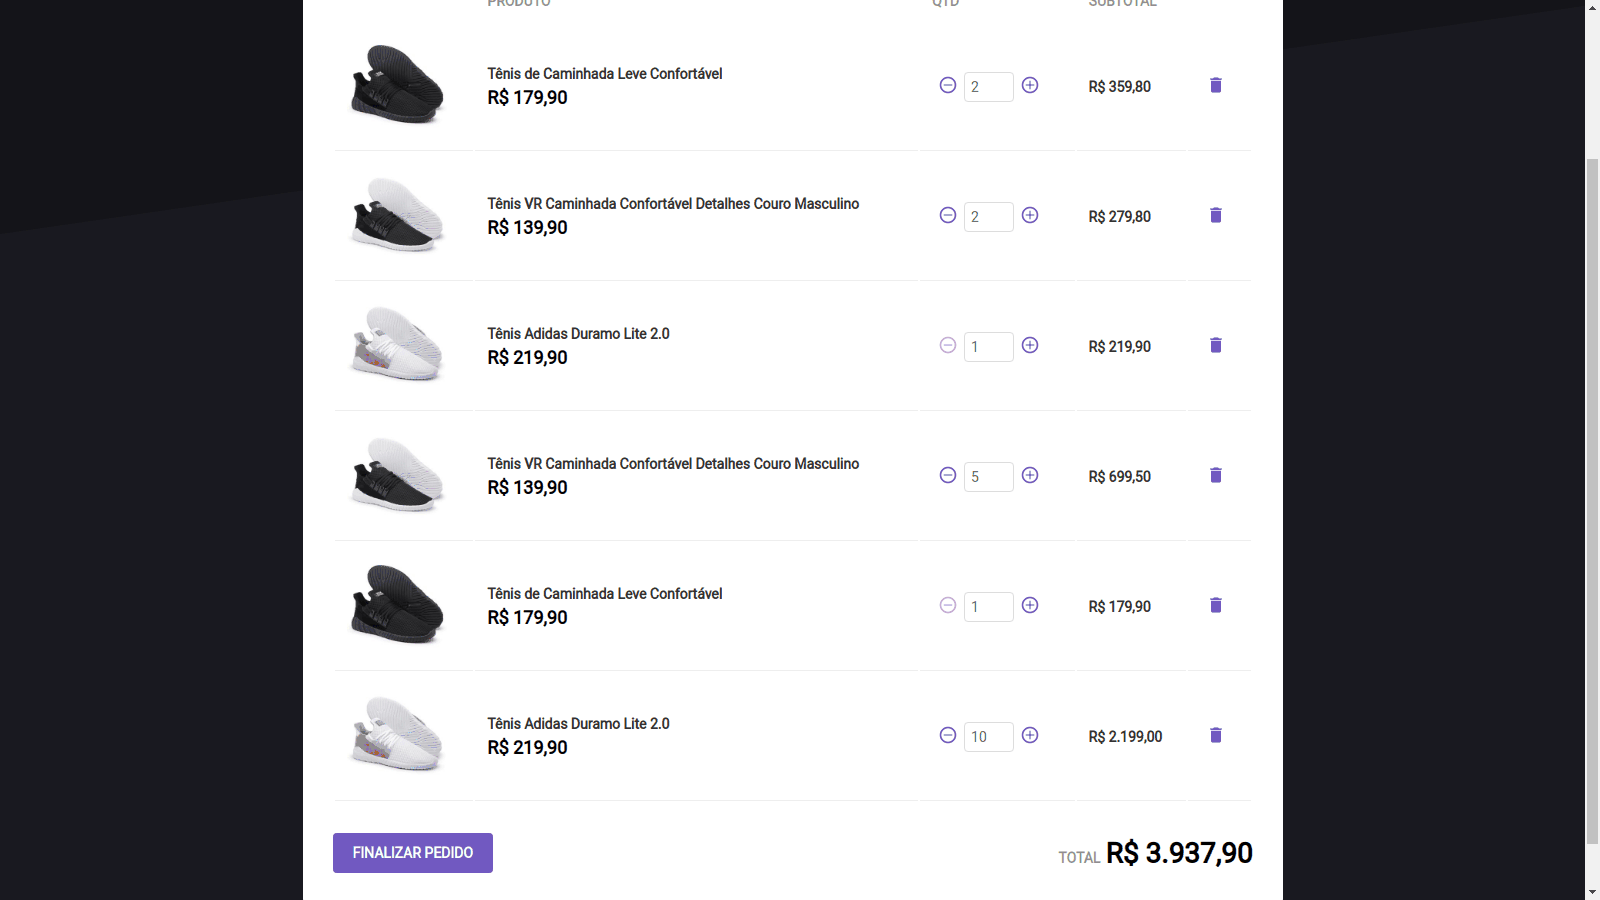 PRODUTO QTD SUBTOTAL
Tênis de Caminhada Leve Confortável
R$ 179,90
2
R$ 359,80
Tênis VR Caminhada Confortável Detalhes Couro Masculino
R$ 139,90
2
R$ 279,80
Tênis Adidas Duramo Lite 2.0
R$ 219,90
1
R$ 219,90
Tênis VR Caminhada Confortável Detalhes Couro Masculino
R$ 139,90
5
R$ 699,50
Tênis de Caminhada Leve Confortável
R$ 179,90
1
R$ 179,90
Tênis Adidas Duramo Lite 2.0
R$ 219,90
10
R$ 2.199,00
FINALIZAR PEDIDO
TOTAL R$ 3.937,90